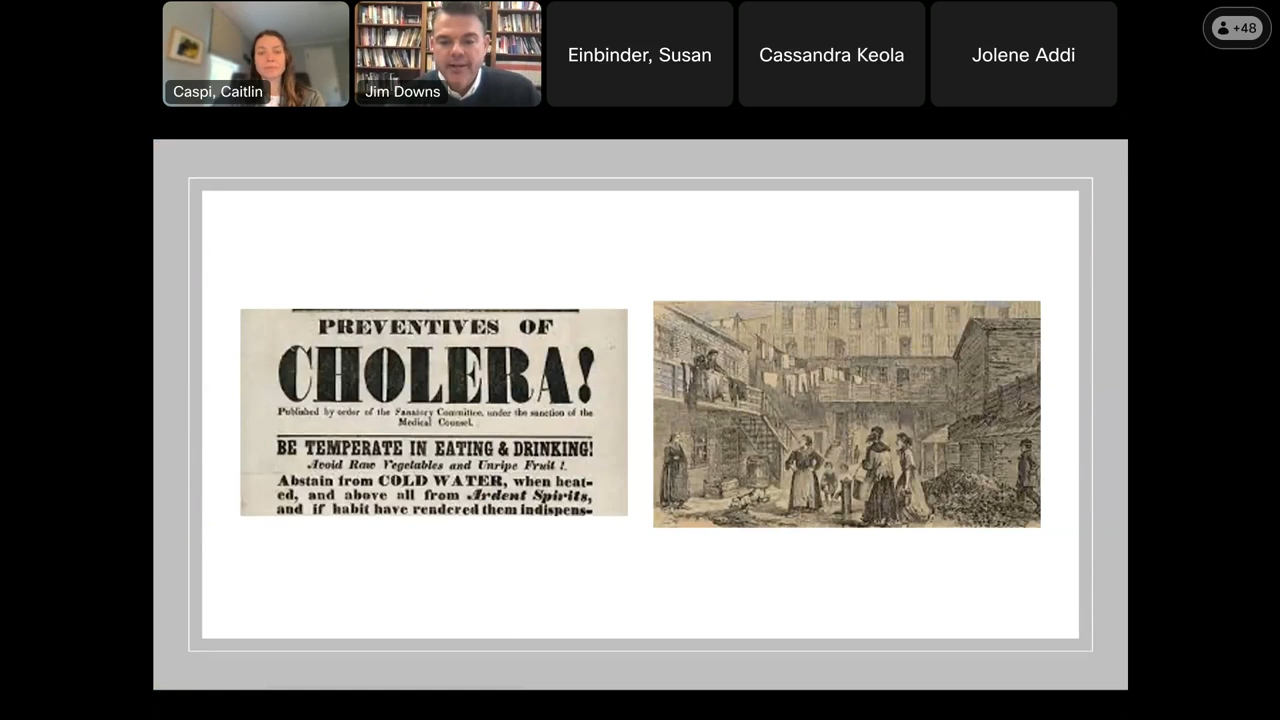 Caspi, Caitlin
Jim Downs
Einbinder, Susan
Cassandra Keola
Jolene Addi
+48
PREVENTIVES OF
CHOLERA!
Published by order of the Sanatory Committee, under the sanction of the
Medical Counsel.
BE TEMPERATE IN EATING & DRINKING!
Avoid Raw Vegetables and Unripe Fruit !
Abstain from COLD WATER, when heat-
ed, and above all from Ardent Spirits,
and if habit have rendered them indispens-